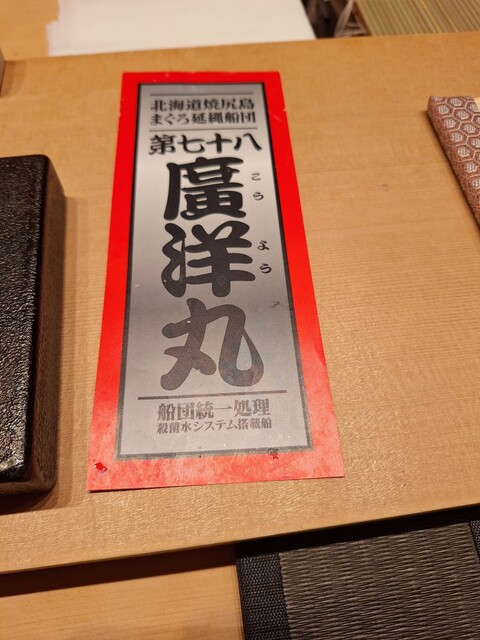 北海道焼尻島
まぐろ延縄船団
第七十八
廣洋丸
こうよう
船団統一処理
殺菌水システム搭載船